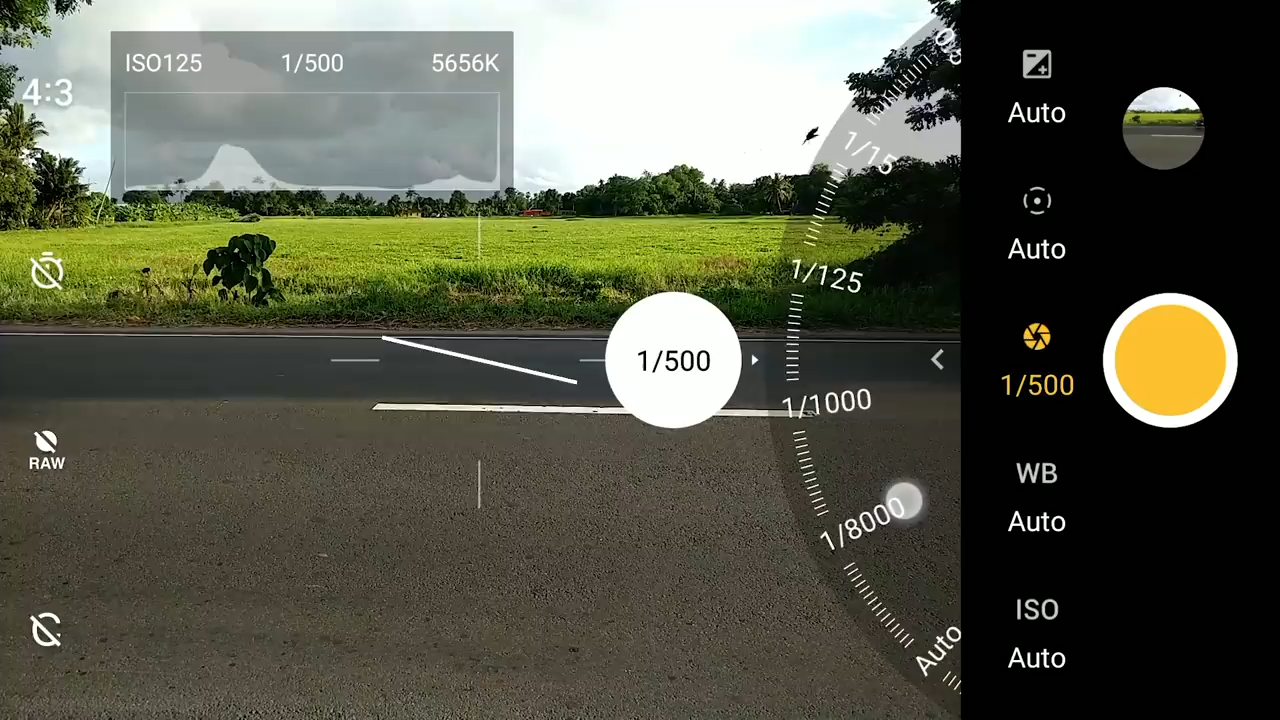 ISO125 1/500 5656K
4:3
RAW
1/15
1/125
1/500
1/1000
1/8000
Auto
Auto
Auto
1/500
WB
Auto
ISO
Auto